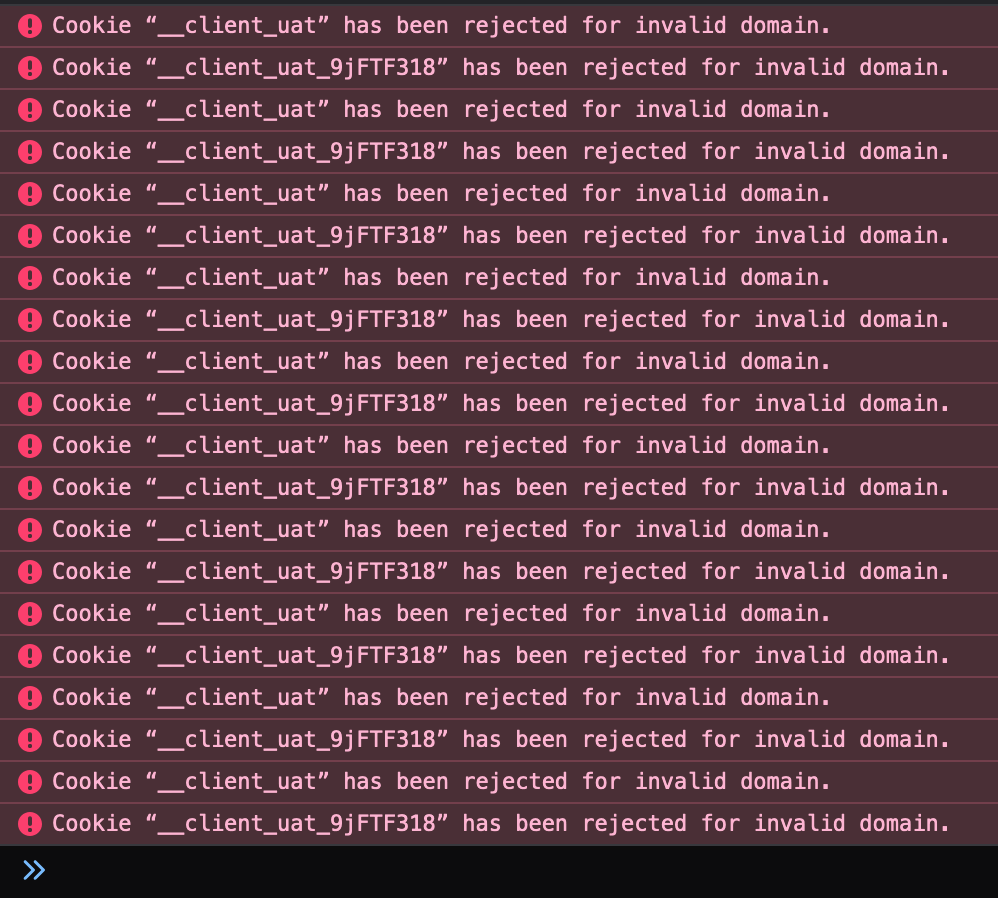 Cookie “__client_uat” has been rejected for invalid domain.
Cookie “__client_uat_9jFTF318” has been rejected for invalid domain.
Cookie “__client_uat” has been rejected for invalid domain.
Cookie “__client_uat_9jFTF318” has been rejected for invalid domain.
Cookie “__client_uat” has been rejected for invalid domain.
Cookie “__client_uat_9jFTF318” has been rejected for invalid domain.
Cookie “__client_uat” has been rejected for invalid domain.
Cookie “__client_uat_9jFTF318” has been rejected for invalid domain.
Cookie “__client_uat” has been rejected for invalid domain.
Cookie “__client_uat_9jFTF318” has been rejected for invalid domain.
Cookie “__client_uat” has been rejected for invalid domain.
Cookie “__client_uat_9jFTF318” has been rejected for invalid domain.
Cookie “__client_uat” has been rejected for invalid domain.
Cookie “__client_uat_9jFTF318” has been rejected for invalid domain.
Cookie “__client_uat” has been rejected for invalid domain.
Cookie “__client_uat_9jFTF318” has been rejected for invalid domain.
Cookie “__client_uat” has been rejected for invalid domain.
Cookie “__client_uat_9jFTF318” has been rejected for invalid domain.
Cookie “__client_uat” has been rejected for invalid domain.
Cookie “__client_uat_9jFTF318” has been rejected for invalid domain.